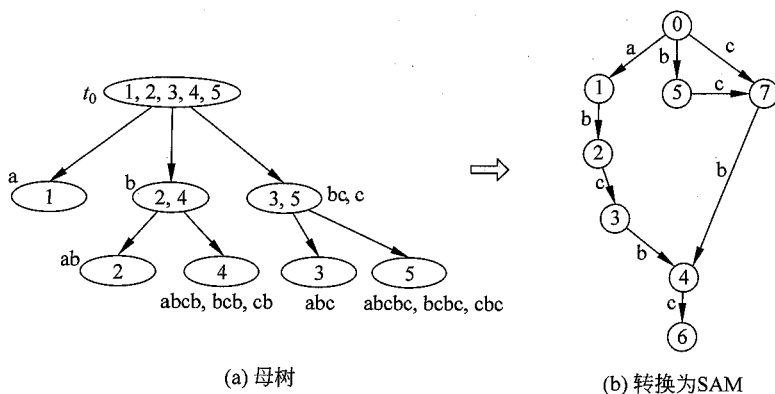 t0 1, 2, 3, 4, 5
a 1
b 2, 4
3, 5 bc, c
ab 2
4
3
5
abcb, bcb, cb
abc
abcbc, bcbc, cbc
(a) 母树
0
a b c
1 5 c 7
b
2
c b
3
b
4
c
6
(b) 转换为SAM